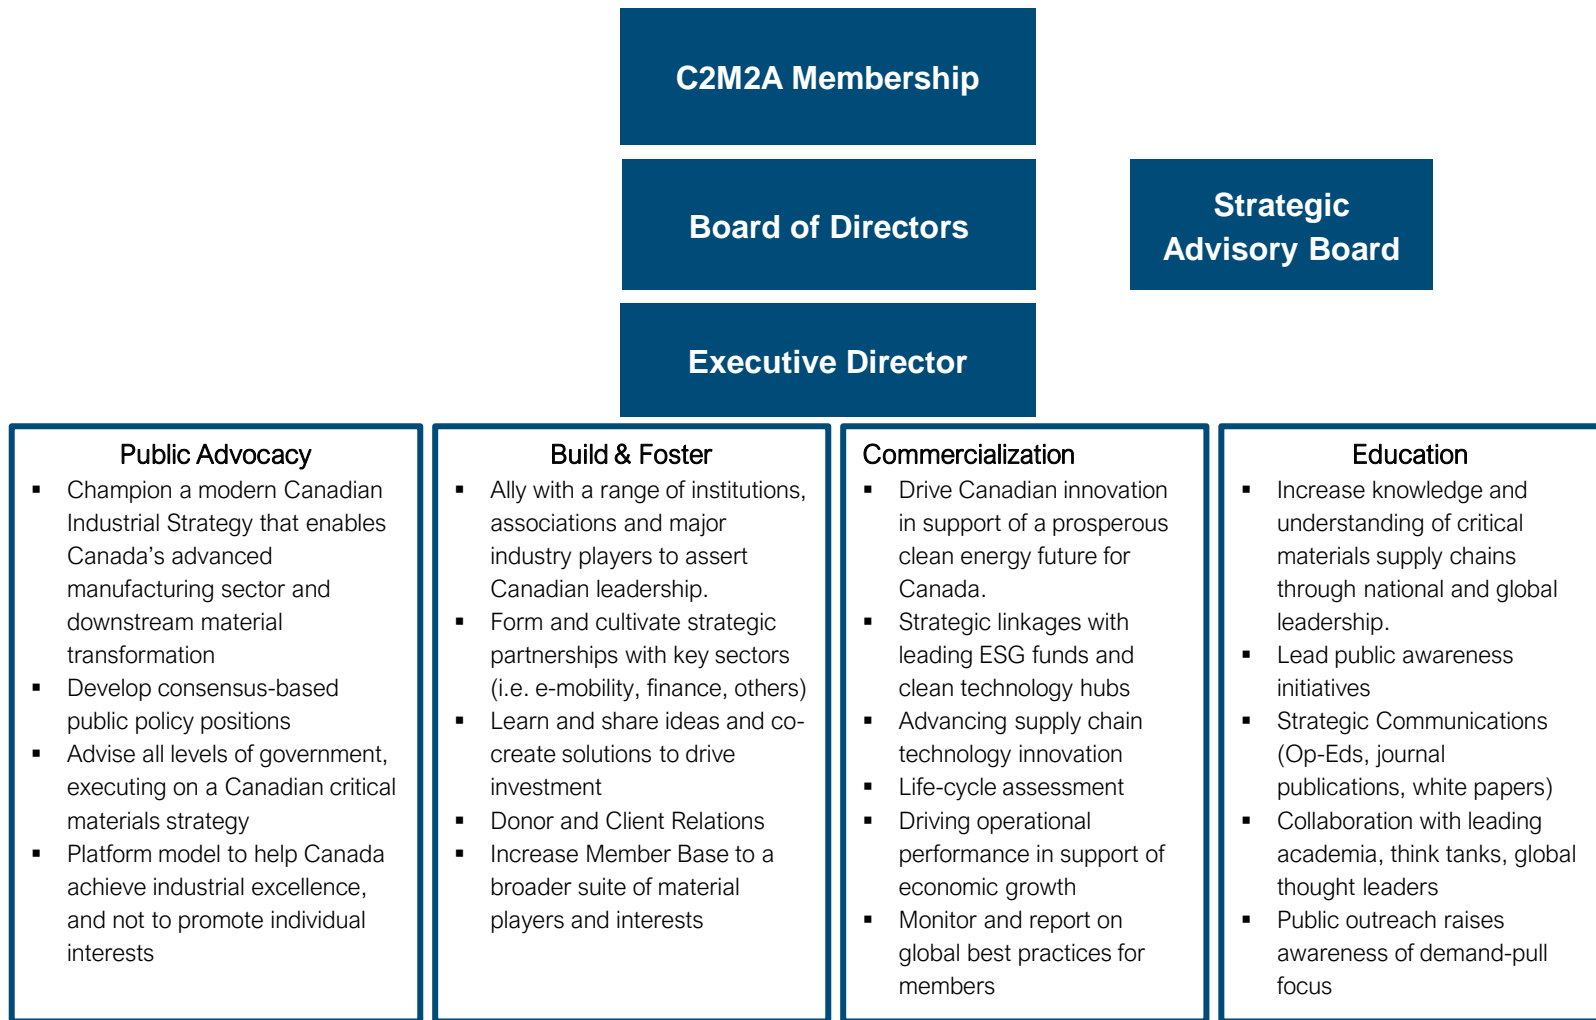 C2M2A Membership
Board of Directors
Strategic
Advisory Board
Executive Director
Public Advocacy
▪ Champion a modern Canadian
Industrial Strategy that enables
Canada’s advanced
manufacturing sector and
downstream material
transformation
▪ Develop consensus-based
public policy positions
▪ Advise all levels of government,
executing on a Canadian critical
materials strategy
▪ Platform model to help Canada
achieve industrial excellence,
and not to promote individual
interests
Build & Foster
▪ Ally with a range of institutions,
associations and major
industry players to assert
Canadian leadership.
▪ Form and cultivate strategic
partnerships with key sectors
(i.e. e-mobility, finance, others)
▪ Learn and share ideas and co-
create solutions to drive
investment
▪ Donor and Client Relations
▪ Increase Member Base to a
broader suite of material
players and interests
Commercialization
▪ Drive Canadian innovation
in support of a prosperous
clean energy future for
Canada.
▪ Strategic linkages with
leading ESG funds and
clean technology hubs
▪ Advancing supply chain
technology innovation
▪ Life-cycle assessment
▪ Driving operational
performance in support of
economic growth
▪ Monitor and report on
global best practices for
members
Education
▪ Increase knowledge and
understanding of critical
materials supply chains
through national and global
leadership.
▪ Lead public awareness
initiatives
▪ Strategic Communications
(Op-Eds, journal
publications, white papers)
▪ Collaboration with leading
academia, think tanks, global
thought leaders
▪ Public outreach raises
awareness of demand-pull
focus